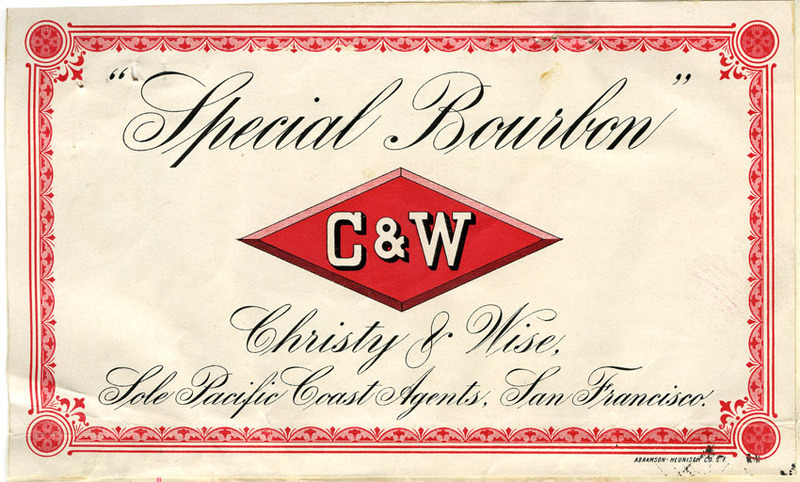 "Special Bourbon"
C & W
Christy & Wise,
Sole Pacific Coast Agents, San Francisco.
ABRAMSON-HEUNISCH CO. S.F.